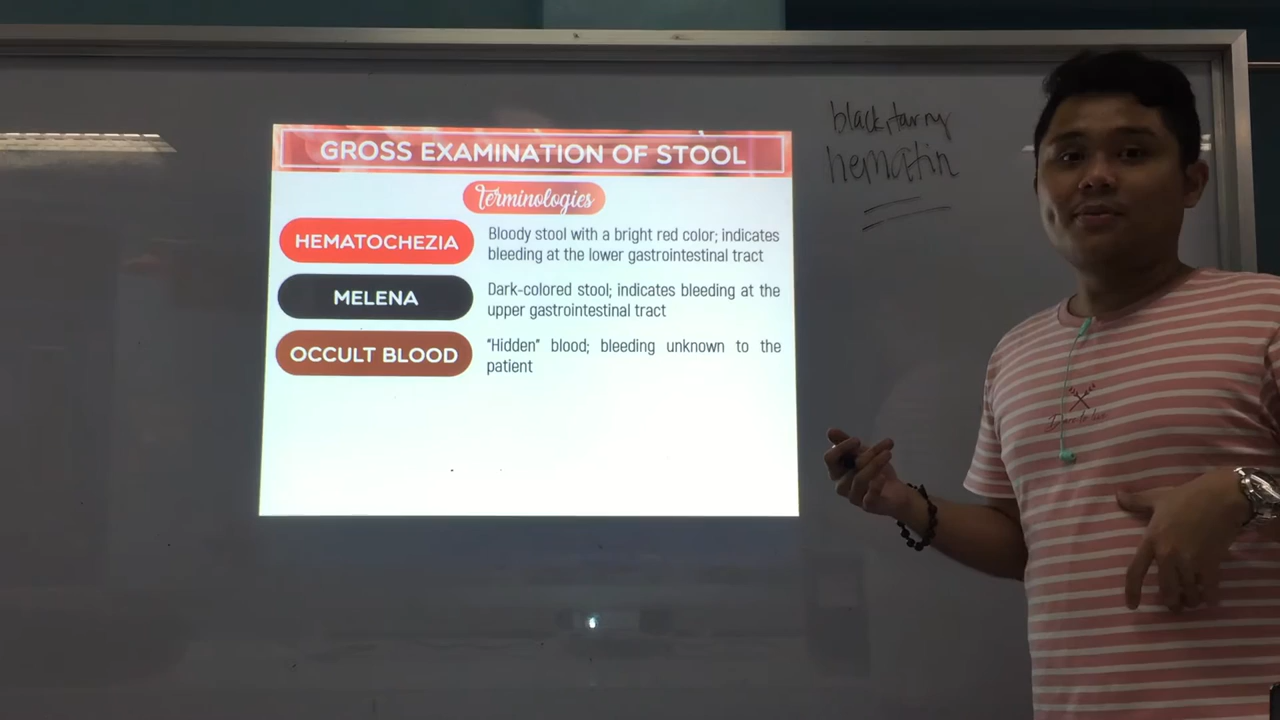 GROSS EXAMINATION OF STOOL
Terminologies
HEMATOCHEZIA
Bloody stool with a bright red color; indicates
bleeding at the lower gastrointestinal tract
MELENA
Dark-colored stool; indicates bleeding at the
upper gastrointestinal tract
OCCULT BLOOD
"Hidden" blood; bleeding unknown to the
patient
black, tarry
hematin